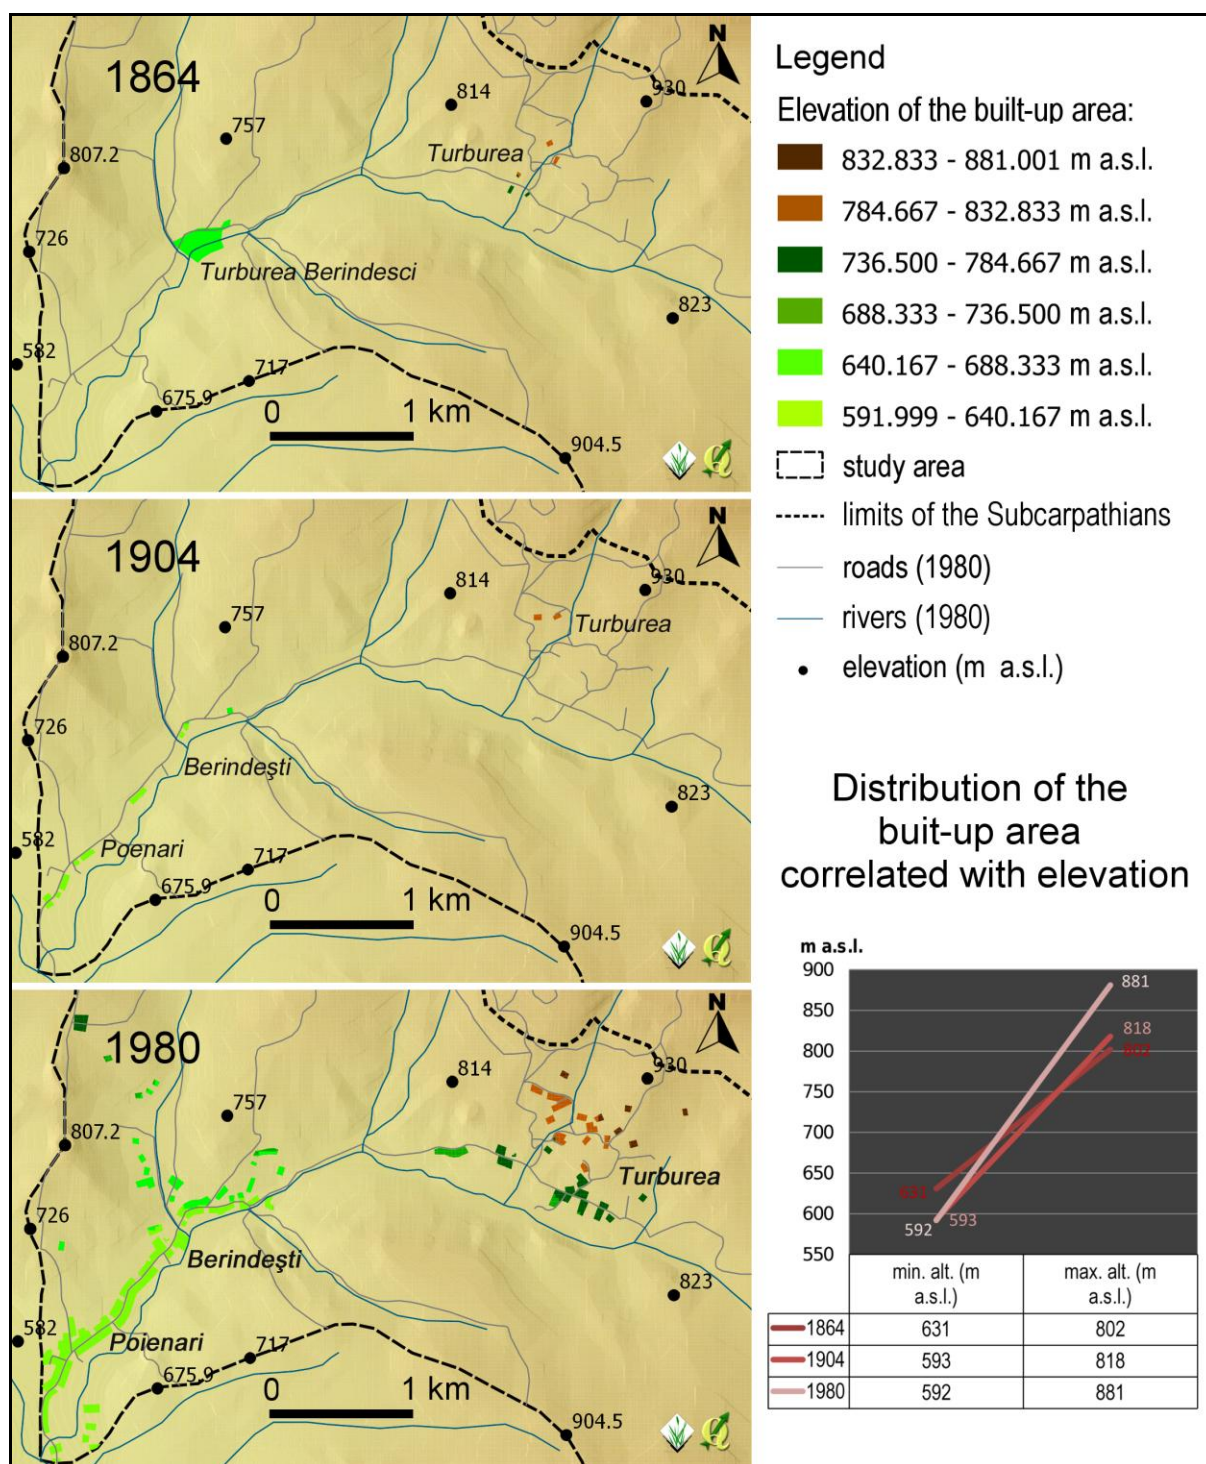 1864
N
814
930
757
Turburea
807.2
726
Turburea Berindesci
823
582
717
675.9
0 1 km
904.5
1904
N
814
930
757
Turburea
807.2
726
Berindeşti
823
582
Poenari
717
675.9
0 1 km
904.5
1980
N
814
930
757
807.2
Turburea
726
Berindeşti
823
582
Poienari
717
675.9
0 1 km
904.5
Legend
Elevation of the built-up area:
832.833 - 881.001 m a.s.l.
784.667 - 832.833 m a.s.l.
736.500 - 784.667 m a.s.l.
688.333 - 736.500 m a.s.l.
640.167 - 688.333 m a.s.l.
591.999 - 640.167 m a.s.l.
study area
limits of the Subcarpathians
roads (1980)
rivers (1980)
elevation (m a.s.l.)
Distribution of the
buit-up area
correlated with elevation
m a.s.l.
900
850
800
750
700
650
600
550
881
818
802
631
592
593
min. alt. (m
a.s.l.)
max. alt. (m
a.s.l.)
1864 631 802
1904 593 818
1980 592 881